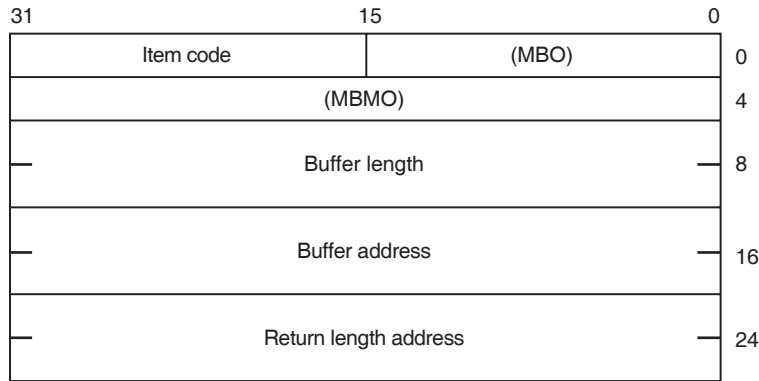 31 15 0
Item code (MBO) 0
(MBMO) 4
Buffer length 8
Buffer address 16
Return length address 24